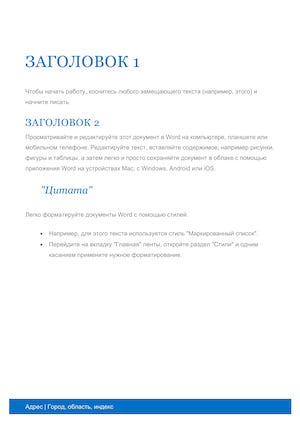 ЗАГОЛОВОК 1
Чтобы начать работу, коснитесь любого замещающего текста (например, этого) и
начните писать.
ЗАГОЛОВОК 2
Просматривайте и редактируйте этот документ в Word на компьютере, планшете или
мобильном телефоне. Редактируйте текст, вставляйте содержимое, например рисунки,
фигуры и таблицы, а затем легко и просто сохраняйте документ в облаке с помощью
приложения Word на устройствах Mac, с Windows, Android или iOS.
"Цитата"
Легко форматируйте документы Word с помощью стилей.
• Например, для этого текста используется стиль "Маркированный список".
• Перейдите на вкладку "Главная" ленты, откройте раздел "Стили" и одним
касанием примените нужное форматирование.
Адрес | Город, область, индекс